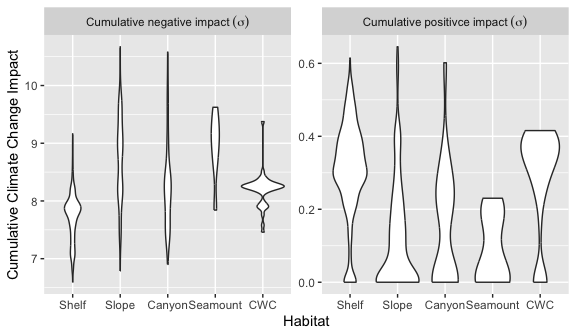 Cumulative negative impact (σ)
Cumulative positivce impact (σ)
Cumulative Climate Change Impact
10
9
8
7
0.6
0.4
0.2
0.0
Shelf Slope Canyon Seamount CWC
Shelf Slope Canyon Seamount CWC
Habitat